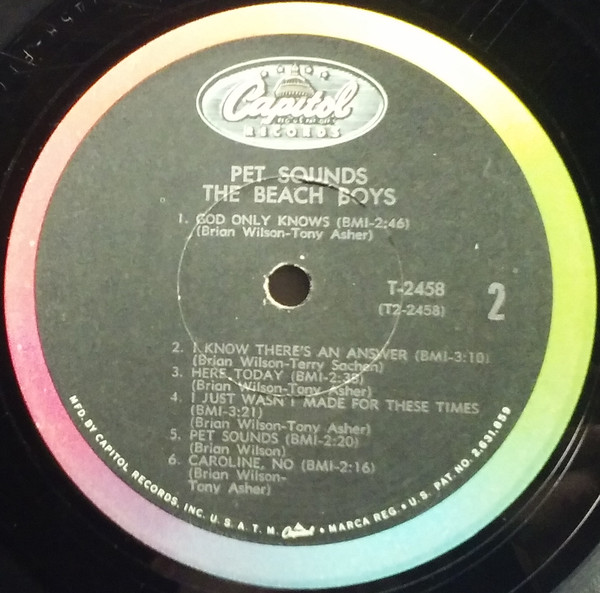 Capitol
RECORDS
PET SOUNDS
THE BEACH BOYS
1. GOD ONLY KNOWS (BMI-2:46)
(Brian Wilson-Tony Asher)
T-2458
(T2-2458)
2
2. I KNOW THERE'S AN ANSWER (BMI-3:10)
(Brian Wilson-Terry Sachen)
3. HERE TODAY (BMI-2:38)
(Brian Wilson-Tony Asher)
4. I JUST WASN'T MADE FOR THESE TIMES
(BMI-3:21)
(Brian Wilson-Tony Asher)
5. PET SOUNDS (BMI-2:20)
(Brian Wilson)
6. CAROLINE, NO (BMI-2:16)
(Brian Wilson-
Tony Asher)
MFD. BY CAPITOL RECORDS, INC. U. S. A. T. M. Capitol • MARCA REG. • U. S. PAT. NO. 2,631,859